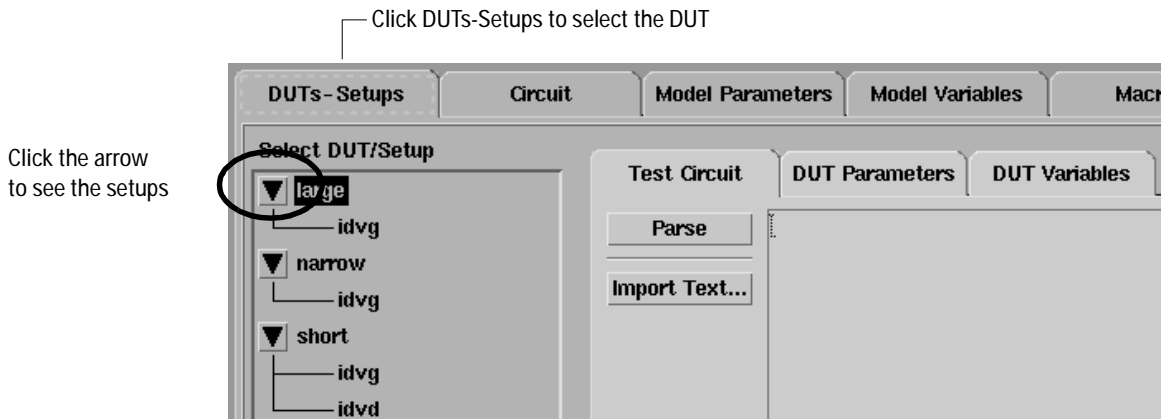 Click DUTs-Setups to select the DUT
DUTs-Setups
Circuit
Model Parameters
Model Variables
Macr
Click the arrow
to see the setups
Select DUT/Setup
large
idvg
narrow
idvg
short
idvg
idvd
Test Circuit
DUT Parameters
DUT Variables
Parse
Import Text...